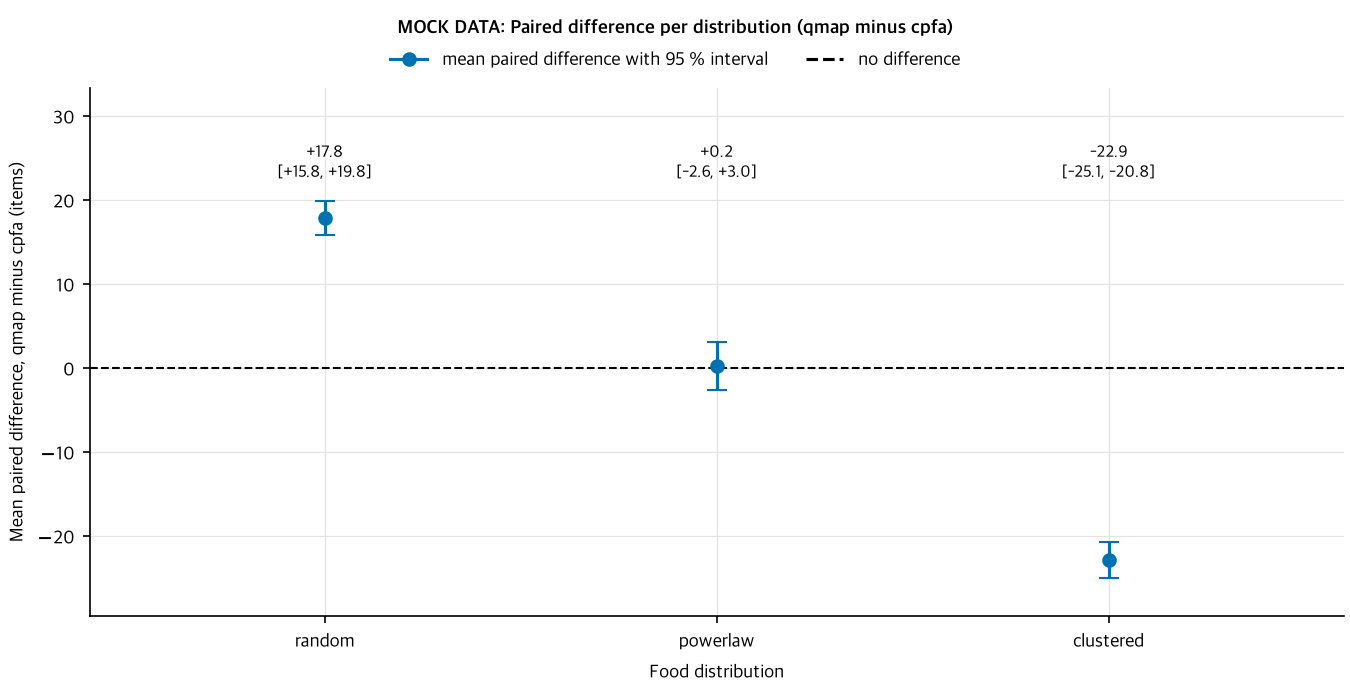 MOCK DATA: Paired difference per distribution (qmap minus cpfa)
mean paired difference with 95 % interval
no difference
Mean paired difference, qmap minus cpfa (items)
30
20
10
0
−10
−20
+17.8
[+15.8, +19.8]
+0.2
[-2.6, +3.0]
-22.9
[-25.1, -20.8]
random
powerlaw
clustered
Food distribution